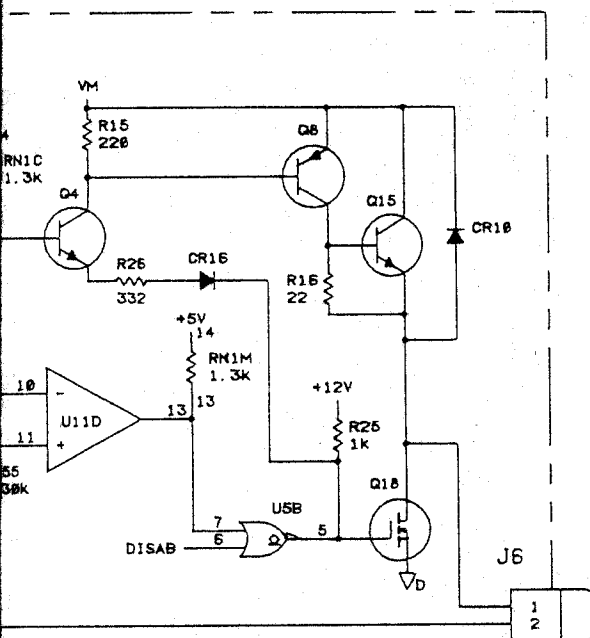 VM
R15
220
4
RN1C
1.3K
Q8
Q4
Q15
CR10
R26
332
CR16
R16
22
+5V
14
RN1M
1.3K
13
13
10
-
U11D
11
+
+12V
R25
1K
55
30K
Q18
U5B
7
6
5
DISAB
D
J6
1
2